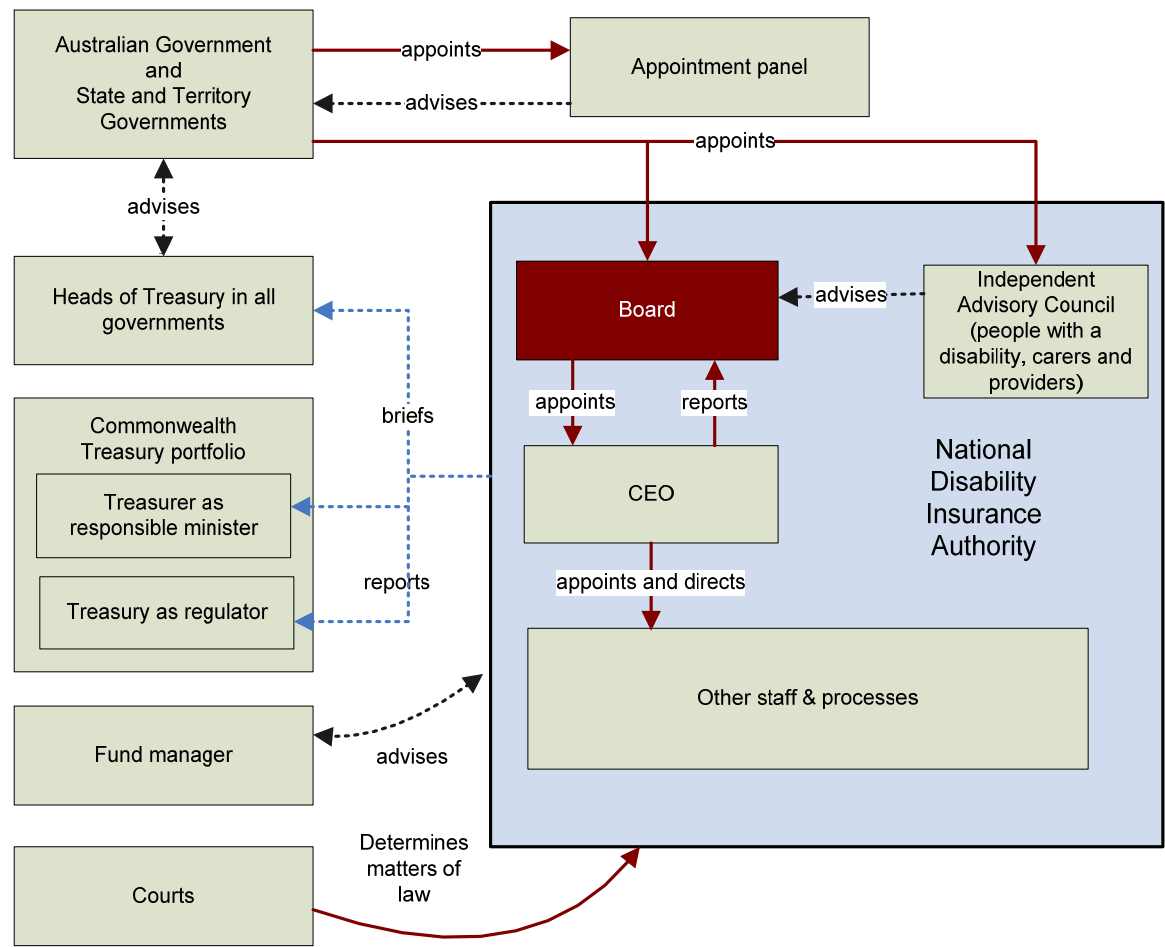 Australian Government
and
State and Territory
Governments
appoints
Appointment panel
advises
appoints
advises
Heads of Treasury in all
governments
Board
advises
Independent
Advisory Council
(people with a
disability, carers and
providers)
appoints
reports
briefs
Commonwealth
Treasury portfolio
Treasurer as
responsible minister
CEO
National
Disability
Insurance
Authority
reports
appoints and directs
Treasury as regulator
Other staff & processes
Fund manager
advises
Determines
matters of
law
Courts